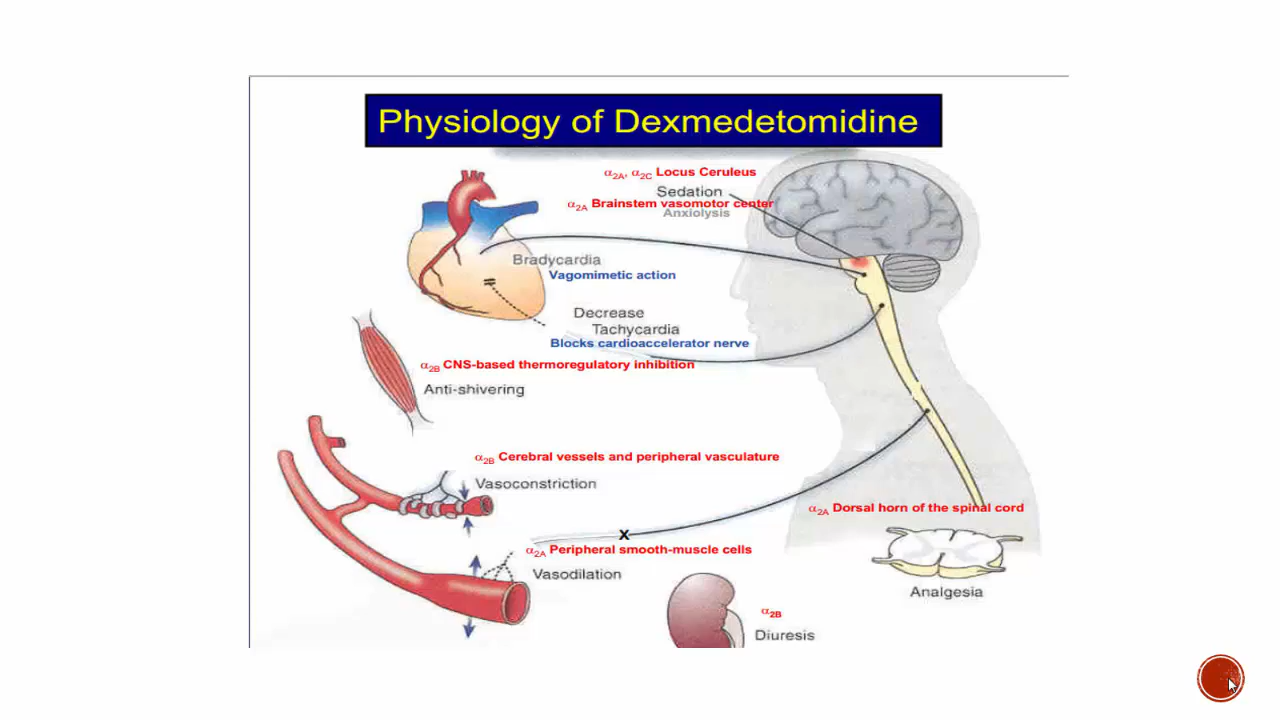 Physiology of Dexmedetomidine
α2A, α2C Locus Ceruleus
Sedation
α2A Brainstem vasomotor center
Anxiolysis
Bradycardia
Vagomimetic action
Decrease
Tachycardia
Blocks cardioaccelerator nerve
α2B CNS-based thermoregulatory inhibition
Anti-shivering
α2B Cerebral vessels and peripheral vasculature
Vasoconstriction
α2A Dorsal horn of the spinal cord
X
α2A Peripheral smooth-muscle cells
Vasodilation
Analgesia
α2B
Diuresis